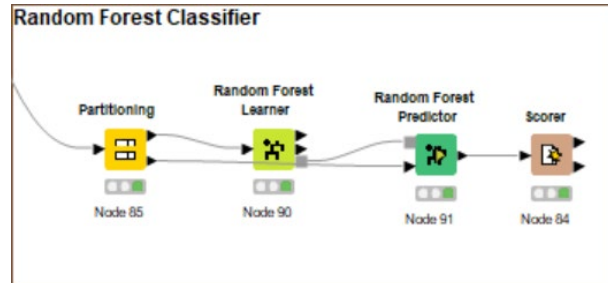 Random Forest Classifier
Partitioning
Random Forest
Learner
Random Forest
Predictor
Scorer
Node 85
Node 90
Node 91
Node 84